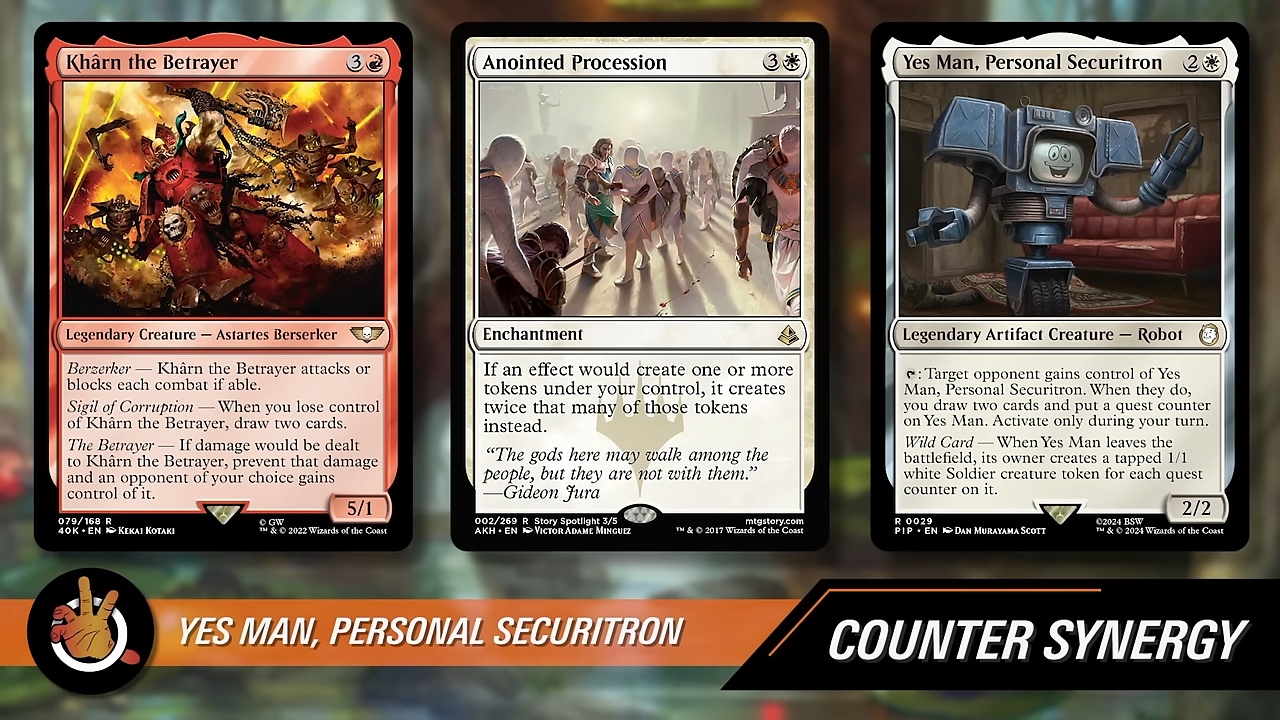 Khârn the Betrayer 3
Legendary Creature — Astartes Berserker
Berzerker — Khârn the Betrayer attacks or
blocks each combat if able.
Sigil of Corruption — When you lose control
of Khârn the Betrayer, draw two cards.
The Betrayer — If damage would be dealt
to Khârn the Betrayer, prevent that damage
and an opponent of your choice gains
control of it.
5/1
079/168 R
40K • EN KEKAI KOTAKI
© GW
™ & © 2022 Wizards of the Coast
Anointed Procession 3
Enchantment
If an effect would create one or more
tokens under your control, it creates
twice that many of those tokens
instead.
“The gods here may walk among the
people, but they are not with them.”
—Gideon Jura
002/269 R Story Spotlight 3/5
AKH • EN VICTOR ADAME MINGUEZ
mtgstory.com
™ & © 2017 Wizards of the Coast
Yes Man, Personal Securitron 2
Legendary Artifact Creature — Robot
: Target opponent gains control of Yes
Man, Personal Securitron. When they do,
you draw two cards and put a quest counter
on Yes Man. Activate only during your turn.
Wild Card — When Yes Man leaves the
battlefield, its owner creates a tapped 1/1
white Soldier creature token for each quest
counter on it.
2/2
R 0029
PIP • EN DAN MURAYAMA SCOTT
©2024 BSW
™ & © 2024 Wizards of the Coast
YES MAN, PERSONAL SECURITRON
COUNTER SYNERGY